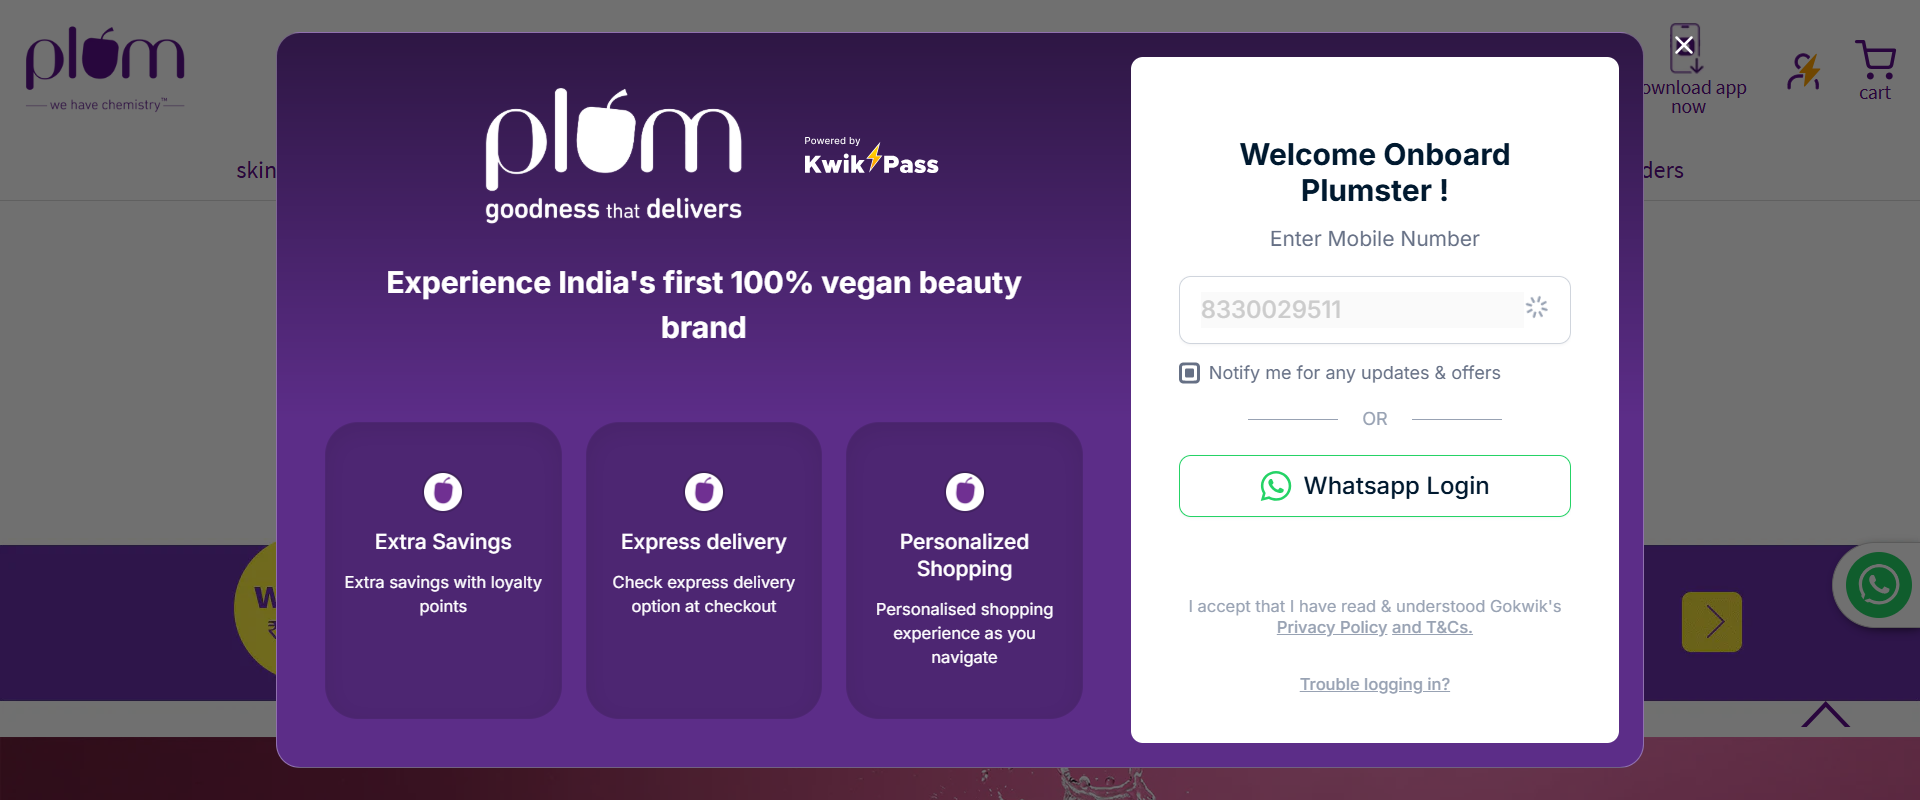 plum
we have chemistry™
skin
ownload app
now
cart
ders
plum
goodness that delivers
Powered by
Kwik Pass
Experience India's first 100% vegan beauty
brand
Extra Savings
Extra savings with loyalty
points
Express delivery
Check express delivery
option at checkout
Personalized
Shopping
Personalised shopping
experience as you
navigate
Welcome Onboard
Plumster !
Enter Mobile Number
8330029511
Notify me for any updates & offers
OR
Whatsapp Login
I accept that I have read & understood Gokwik's
Privacy Policy and T&Cs.
Trouble logging in?
W
₹